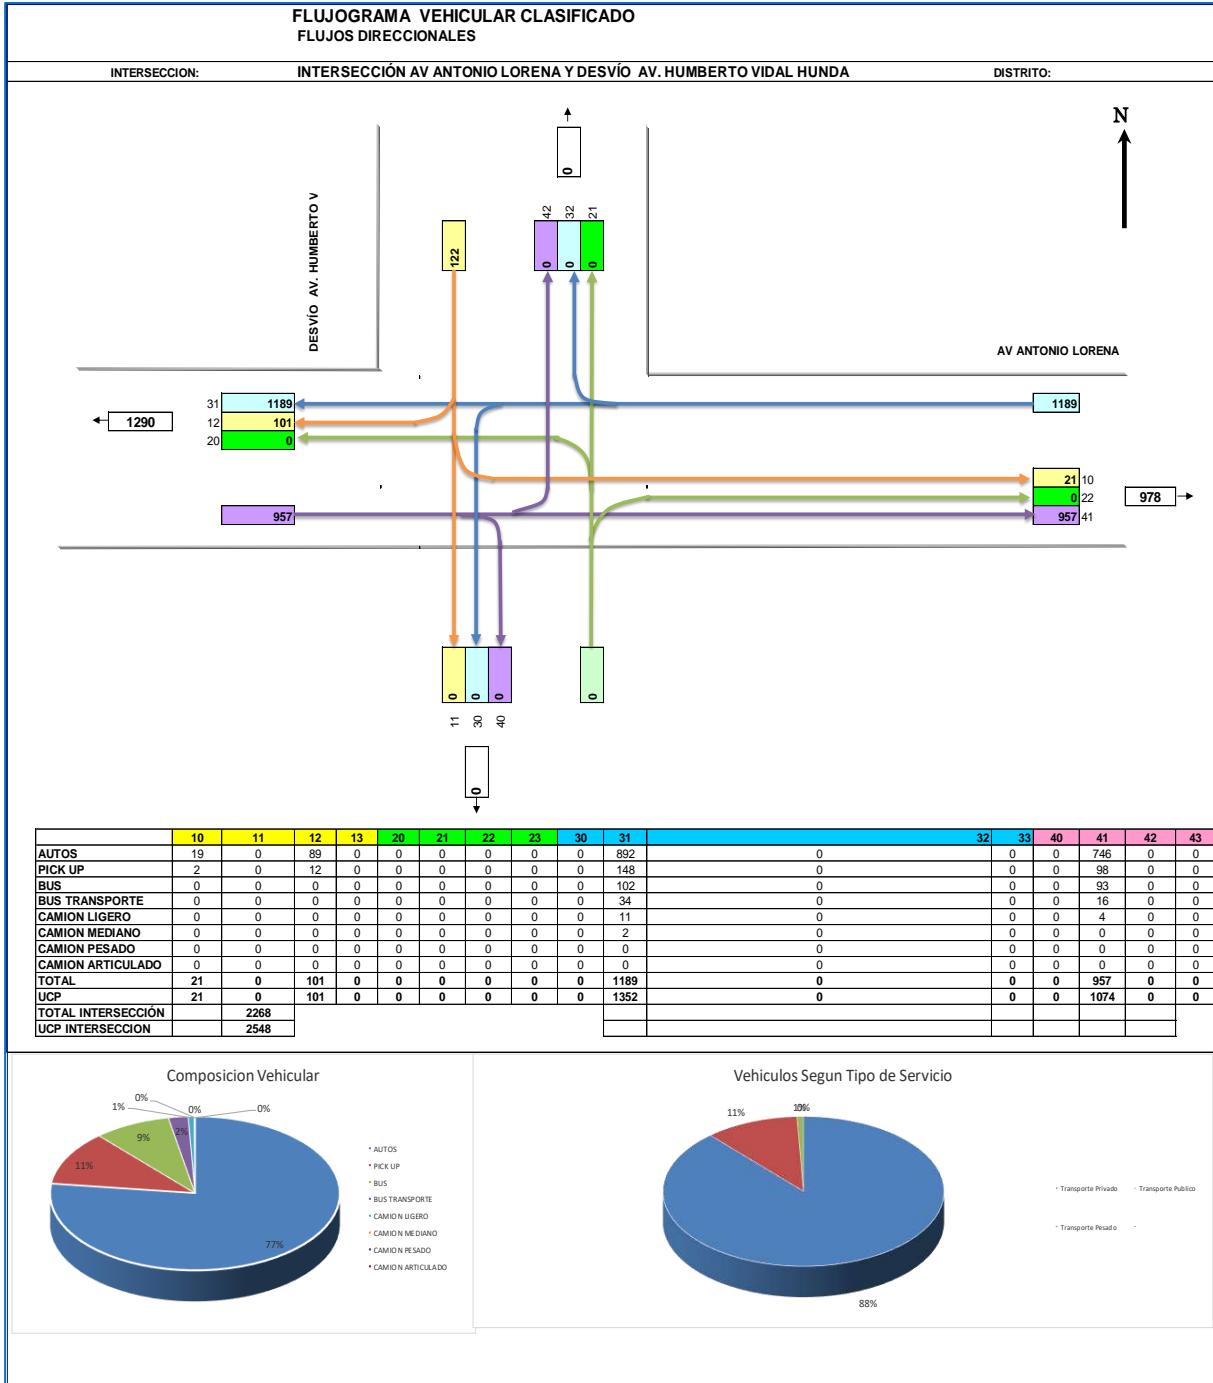 FLUJOGRAMA VEHICULAR CLASIFICADO
FLUJOS DIRECCIONALES
INTERSECCION: INTERSECCIÓN AV ANTONIO LORENA Y DESVÍO AV. HUMBERTO VIDAL HUNDA DISTRITO:
N
0
42 32 21
122 0 0 0
DESVÍO AV. HUMBERTO V
AV ANTONIO LORENA
31 1189 1189
1290 12 101
20 0
21 10
0 22 978
957 957 41
0 0 0 0
11 30 40
0
10 11 12 13 20 21 22 23 30 31 32 33 40 41 42 43
AUTOS 19 0 89 0 0 0 0 0 0 892 0 0 0 746 0 0
PICK UP 2 0 12 0 0 0 0 0 0 148 0 0 0 98 0 0
BUS 0 0 0 0 0 0 0 0 0 102 0 0 0 93 0 0
BUS TRANSPORTE 0 0 0 0 0 0 0 0 0 34 0 0 0 16 0 0
CAMION LIGERO 0 0 0 0 0 0 0 0 0 11 0 0 0 4 0 0
CAMION MEDIANO 0 0 0 0 0 0 0 0 0 2 0 0 0 0 0 0
CAMION PESADO 0 0 0 0 0 0 0 0 0 0 0 0 0 0 0 0
CAMION ARTICULADO 0 0 0 0 0 0 0 0 0 0 0 0 0 0 0 0
TOTAL 21 0 101 0 0 0 0 0 0 1189 0 0 0 957 0 0
UCP 21 0 101 0 0 0 0 0 0 1352 0 0 0 1074 0 0
TOTAL INTERSECCIÓN 2268
UCP INTERSECCION 2548
Composicion Vehicular
0%
1% 0% 0%
2%
9%
11%
77%
AUTOS
PICK UP
BUS
BUS TRANSPORTE
CAMION LIGERO
CAMION MEDIANO
CAMION PESADO
CAMION ARTICULADO
Vehiculos Segun Tipo de Servicio
11%
88%
Transporte Privado Transporte Publico
Transporte Pesado -